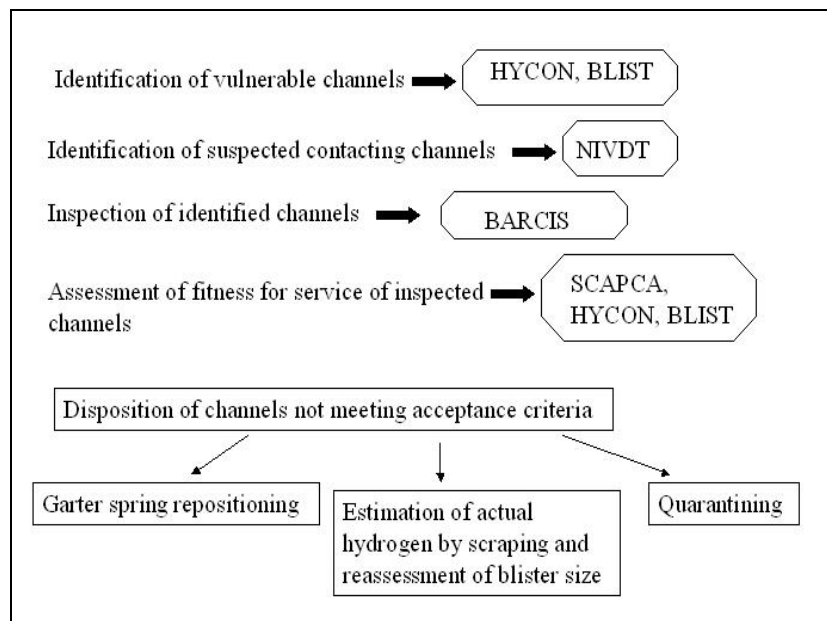 Identification of vulnerable channels
HYCON, BLIST
Identification of suspected contacting channels
NIVDT
Inspection of identified channels
BARCIS
Assessment of fitness for service of inspected
channels
SCAPCA,
HYCON, BLIST
Disposition of channels not meeting acceptance criteria
Garter spring repositioning
Estimation of actual
hydrogen by scraping and
reassessment of blister size
Quarantining